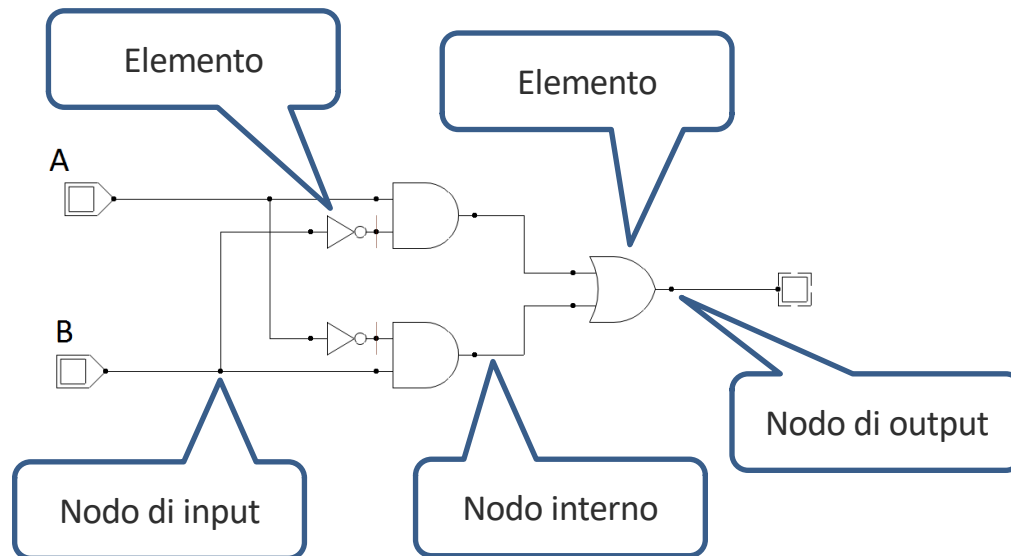 Elemento
Elemento
A
B
Nodo di output
Nodo di input
Nodo interno